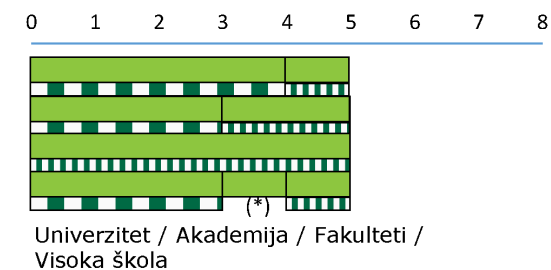 0 1 2 3 4 5 6 7 8
(*)
Univerzitet / Akademija / Fakulteti /
Visoka škola